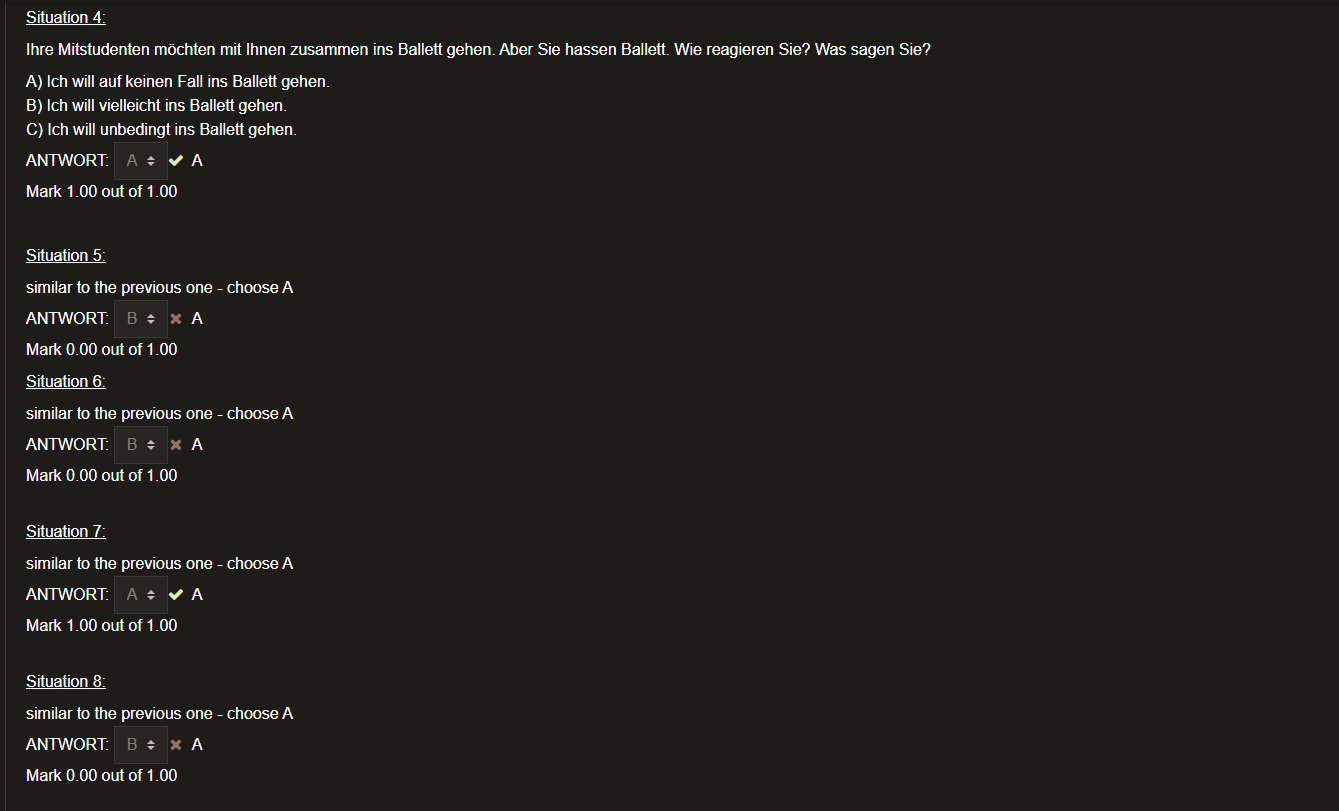 Situation 4:
Ihre Mitstudenten möchten mit Ihnen zusammen ins Ballett gehen. Aber Sie hassen Ballett. Wie reagieren Sie? Was sagen Sie?
A) Ich will auf keinen Fall ins Ballett gehen.
B) Ich will vielleicht ins Ballett gehen.
C) Ich will unbedingt ins Ballett gehen.
ANTWORT: A A
Mark 1.00 out of 1.00
Situation 5:
similar to the previous one - choose A
ANTWORT: B A
Mark 0.00 out of 1.00
Situation 6:
similar to the previous one - choose A
ANTWORT: B A
Mark 0.00 out of 1.00
Situation 7:
similar to the previous one - choose A
ANTWORT: A A
Mark 1.00 out of 1.00
Situation 8:
similar to the previous one - choose A
ANTWORT: B A
Mark 0.00 out of 1.00